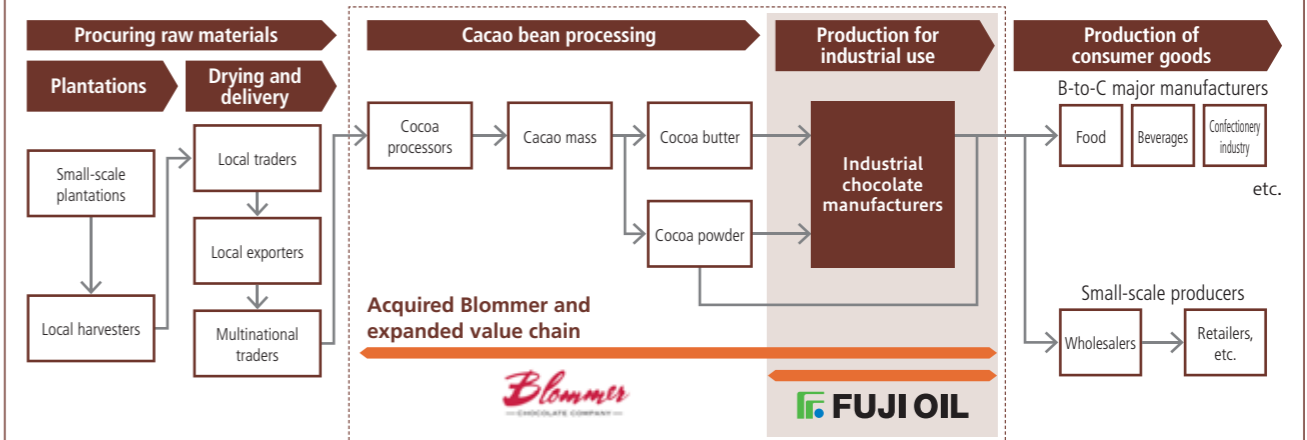 Procuring raw materials
Cacao bean processing
Production for
industrial use
Production of
consumer goods
Plantations
Drying and
delivery
B-to-C major manufacturers
Small-scale
plantations
Local harvesters
Local traders
Local exporters
Multinational
traders
Cocoa
processors
Cacao mass
Cocoa butter
Cocoa powder
Industrial
chocolate
manufacturers
Food
Beverages
Confectionery
industry
etc.
Small-scale producers
Wholesalers
Retailers,
etc.
Acquired Blommer and
expanded value chain
Blommer
CHOCOLATE COMPANY
FUJI OIL